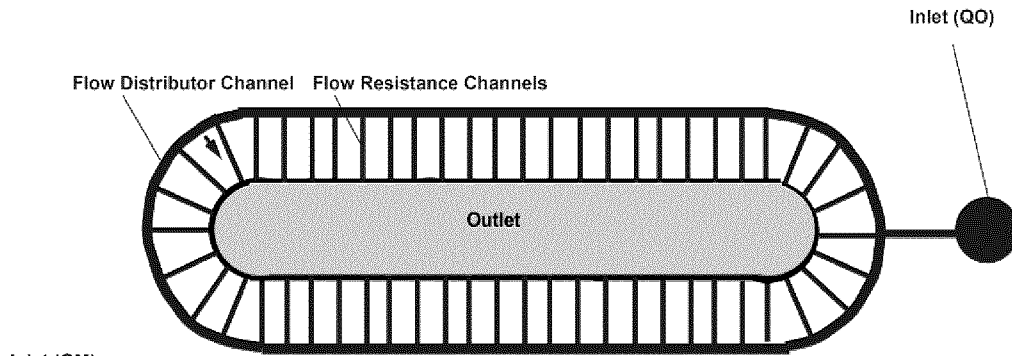 Inlet (QO)
Flow Distributor Channel Flow Resistance Channels
Outlet